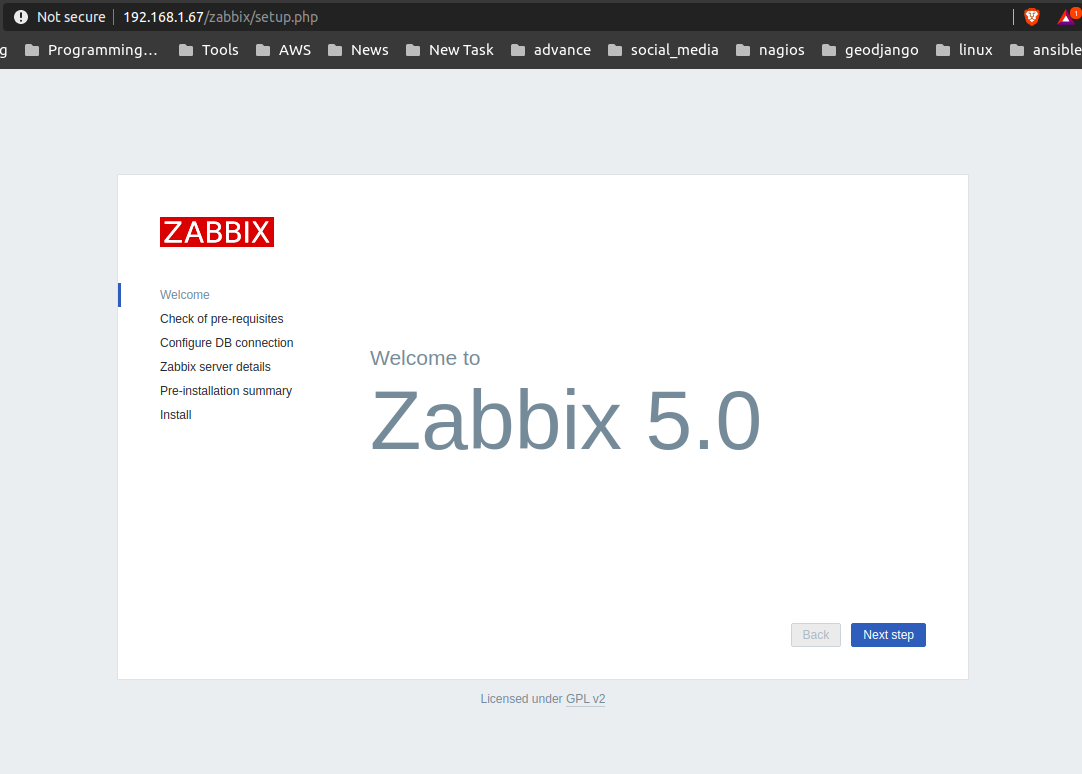 Not secure 192.168.1.67/zabbix/setup.php 1
g Programming... Tools AWS News New Task advance social_media nagios geodjango linux ansible
ZABBIX
Welcome
Check of pre-requisites
Configure DB connection
Zabbix server details
Pre-installation summary
Install
Welcome to
Zabbix 5.0
Back Next step
Licensed under GPL v2